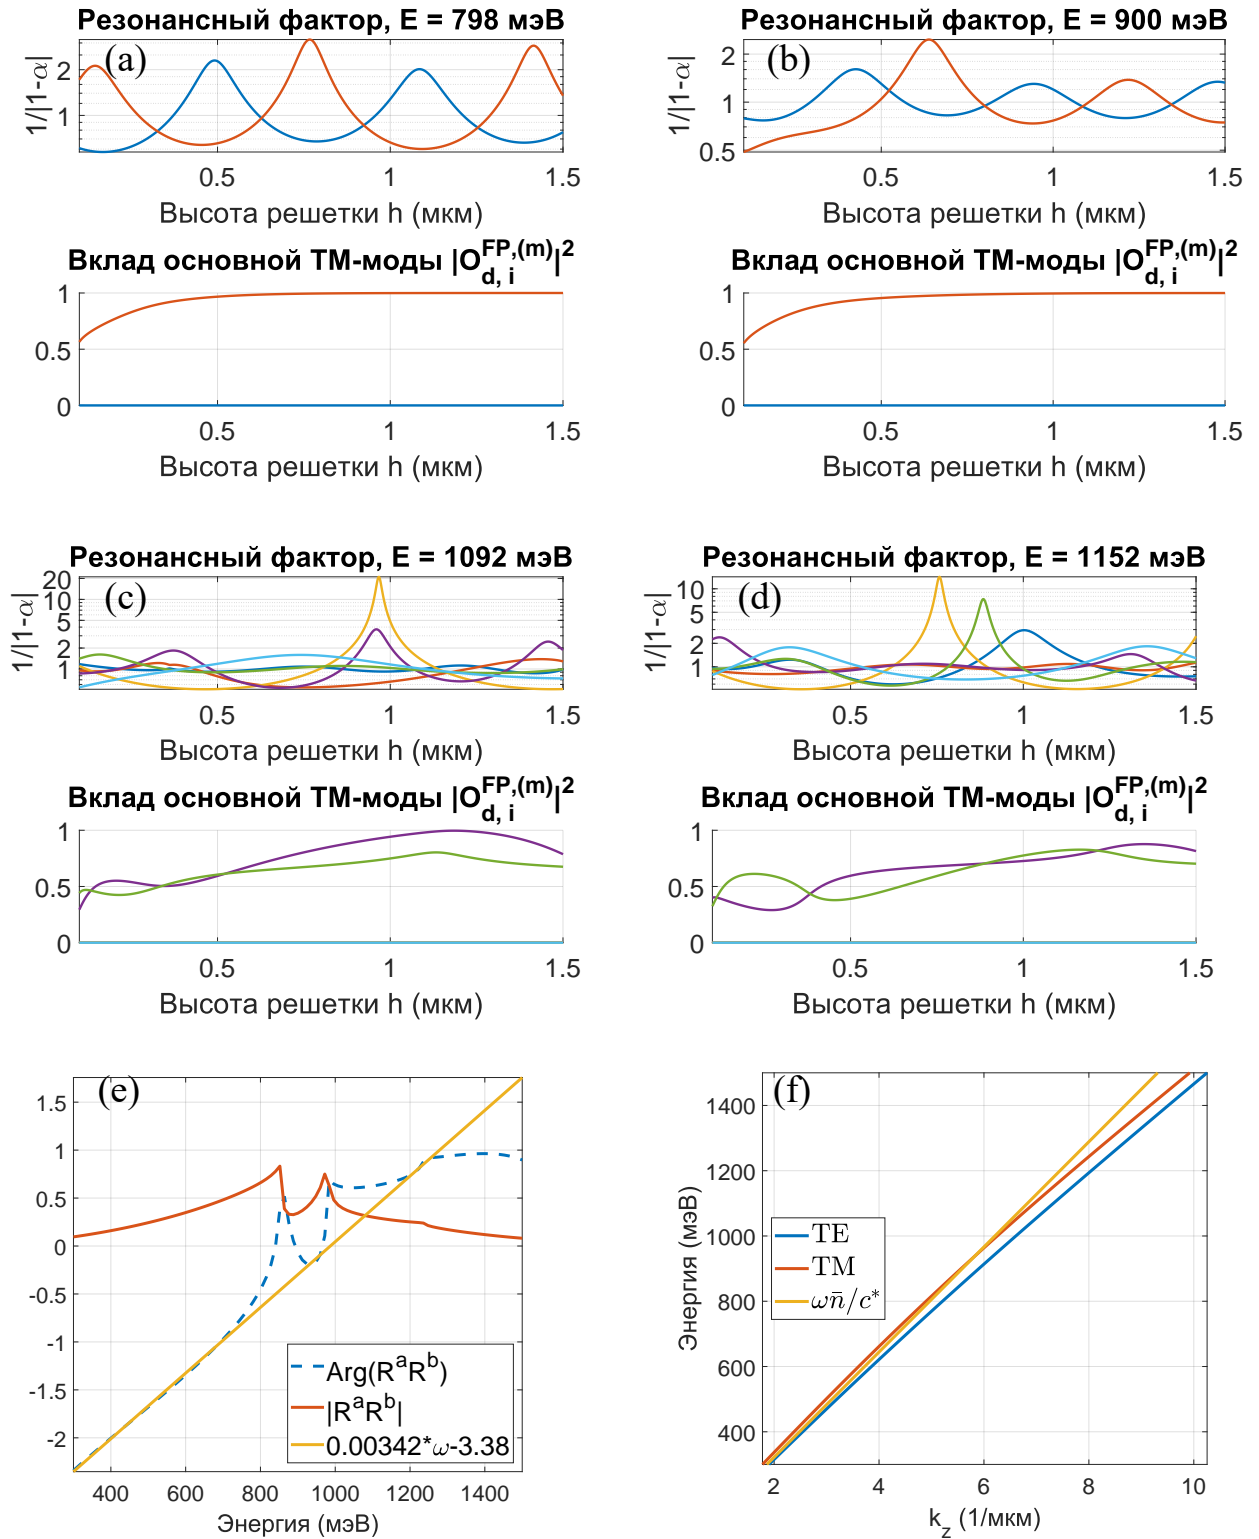 Резонансный фактор, E = 798 мэВ
(a)
1/|1-α|
2
1
0.5
1
1.5
Высота решетки h (мкм)
Резонансный фактор, E = 900 мэВ
(b)
1/|1-α|
2
1
0.5
0.5
1
1.5
Высота решетки h (мкм)
Вклад основной ТМ-моды |O_{d, i}^{FP,(m)}|^2
1
0.5
0
0.5
1
1.5
Высота решетки h (мкм)
Вклад основной ТМ-моды |O_{d, i}^{FP,(m)}|^2
1
0.5
0
0.5
1
1.5
Высота решетки h (мкм)
Резонансный фактор, E = 1092 мэВ
(c)
1/|1-α|
20
10
5
2
1
0.5
1
1.5
Высота решетки h (мкм)
Резонансный фактор, E = 1152 мэВ
(d)
1/|1-α|
10
5
2
1
0.5
1
1.5
Высота решетки h (мкм)
Вклад основной ТМ-моды |O_{d, i}^{FP,(m)}|^2
1
0.5
0
0.5
1
1.5
Высота решетки h (мкм)
Вклад основной ТМ-моды |O_{d, i}^{FP,(m)}|^2
1
0.5
0
0.5
1
1.5
Высота решетки h (мкм)
(e)
1.5
1
0.5
0
-0.5
-1
-1.5
-2
Arg(R^aR^b)
|R^aR^b|
0.00342*ω-3.38
400
600
800
1000
1200
1400
Энергия (мэВ)
(f)
Энергия (мэВ)
1400
1200
1000
800
600
400
TE
TM
ωn̄/c*
2
4
6
8
10
k_z (1/мкм)